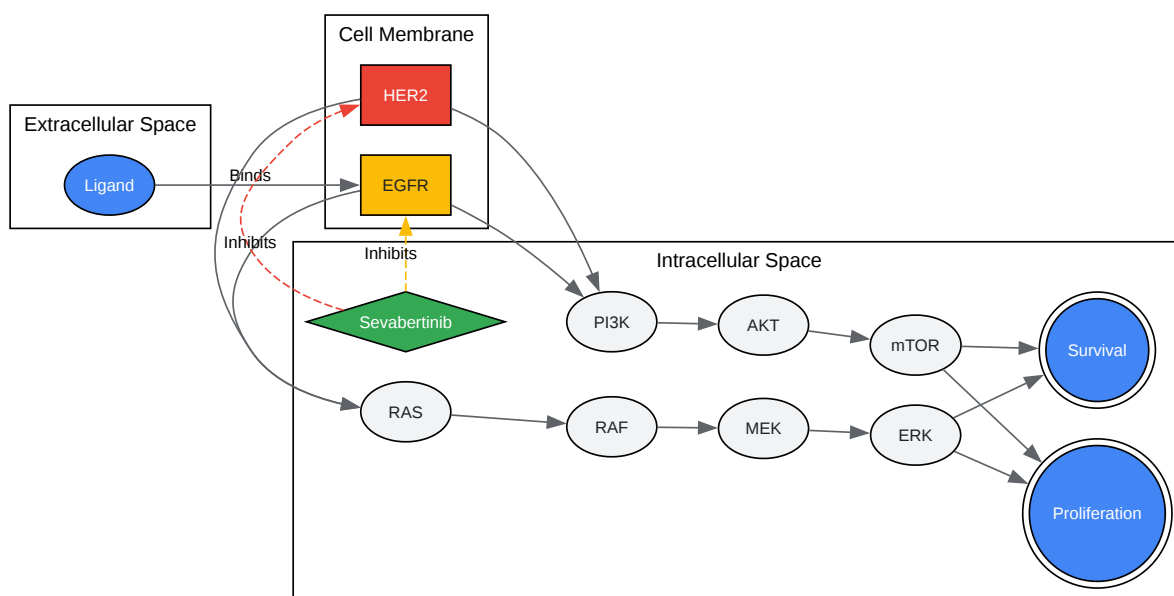 Cell Membrane
HER2
Extracellular Space
Ligand
Binds
EGFR
Inhibits
Inhibits
Intracellular Space
Sevabertinib
PI3K
AKT
mTOR
Survival
RAS
RAF
MEK
ERK
Proliferation